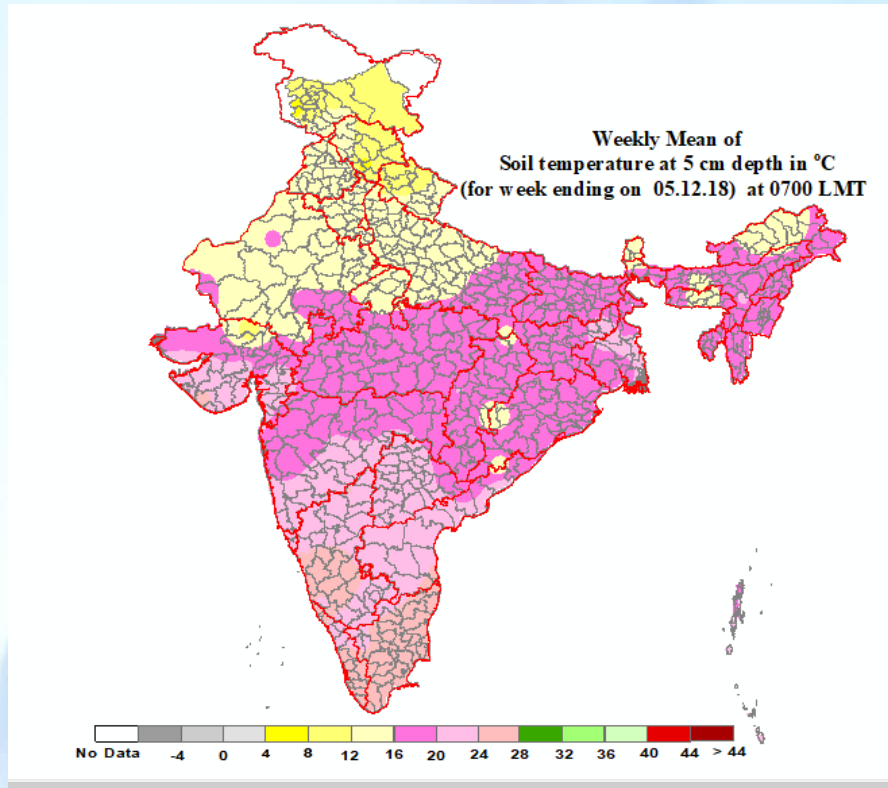 Weekly Mean of
Soil temperature at 5 cm depth in °C
(for week ending on 05.12.18) at 0700 LMT
No Data -4 0 4 8 12 16 20 24 28 32 36 40 44 > 44